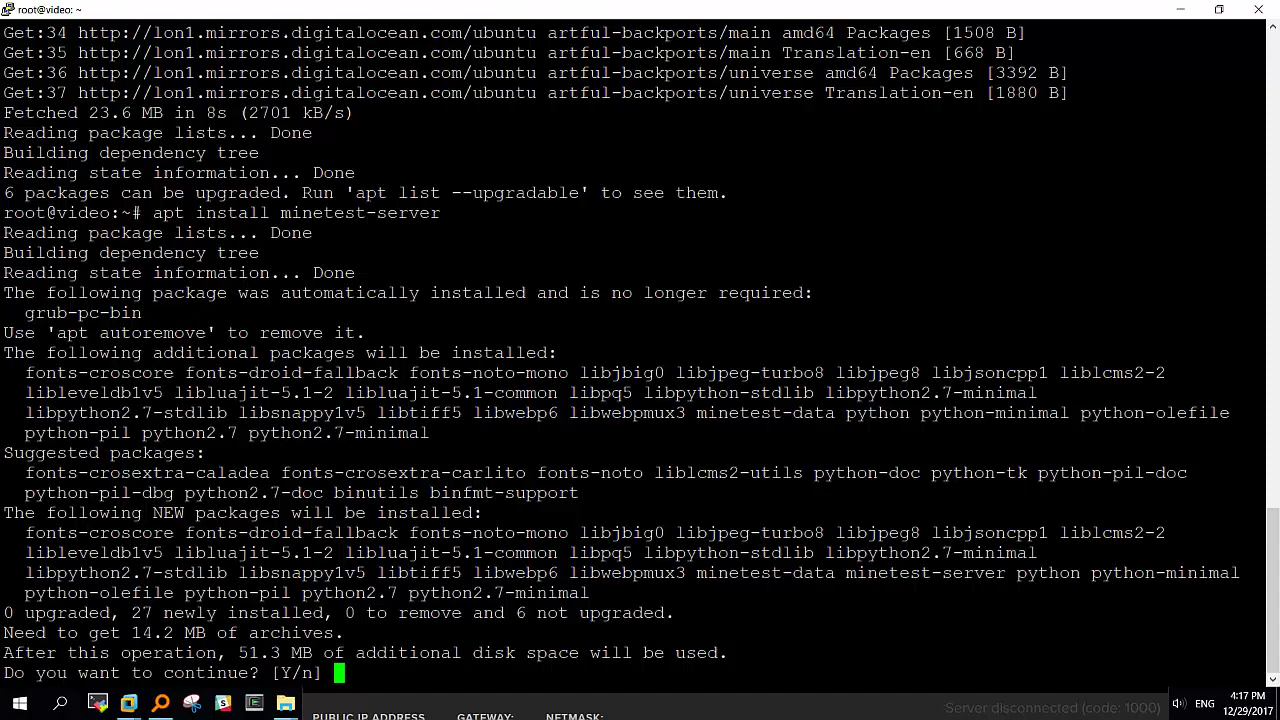 root@video: ~
Get:34 http://lon1.mirrors.digitalocean.com/ubuntu artful-backports/main amd64 Packages [1508 B]
Get:35 http://lon1.mirrors.digitalocean.com/ubuntu artful-backports/main Translation-en [668 B]
Get:36 http://lon1.mirrors.digitalocean.com/ubuntu artful-backports/universe amd64 Packages [3392 B]
Get:37 http://lon1.mirrors.digitalocean.com/ubuntu artful-backports/universe Translation-en [1880 B]
Fetched 23.6 MB in 8s (2701 kB/s)
Reading package lists... Done
Building dependency tree
Reading state information... Done
6 packages can be upgraded. Run 'apt list --upgradable' to see them.
root@video:~# apt install minetest-server
Reading package lists... Done
Building dependency tree
Reading state information... Done
The following package was automatically installed and is no longer required:
  grub-pc-bin
Use 'apt autoremove' to remove it.
The following additional packages will be installed:
  fonts-croscore fonts-droid-fallback fonts-noto-mono libjbig0 libjpeg-turbo8 libjpeg8 libjsoncpp1 liblcms2-2
  libleveldb1v5 libluajit-5.1-2 libluajit-5.1-common libpq5 libpython-stdlib libpython2.7-minimal
  libpython2.7-stdlib libsnappy1v5 libtiff5 libwebp6 libwebpmux3 minetest-data python python-minimal python-olefile
  python-pil python2.7 python2.7-minimal
Suggested packages:
  fonts-crosextra-caladea fonts-crosextra-carlito fonts-noto liblcms2-utils python-doc python-tk python-pil-doc
  python-pil-dbg python2.7-doc binutils binfmt-support
The following NEW packages will be installed:
  fonts-croscore fonts-droid-fallback fonts-noto-mono libjbig0 libjpeg-turbo8 libjpeg8 libjsoncpp1 liblcms2-2
  libleveldb1v5 libluajit-5.1-2 libluajit-5.1-common libpq5 libpython-stdlib libpython2.7-minimal
  libpython2.7-stdlib libsnappy1v5 libtiff5 libwebp6 libwebpmux3 minetest-data minetest-server python python-minimal
  python-olefile python-pil python2.7 python2.7-minimal
0 upgraded, 27 newly installed, 0 to remove and 6 not upgraded.
Need to get 14.2 MB of archives.
After this operation, 51.3 MB of additional disk space will be used.
Do you want to continue? [Y/n]
PUBLIC IP ADDRESS GATEWAY: NETMASK:
Server disconnected (code: 1000)
ENG
4:17 PM
12/29/2017